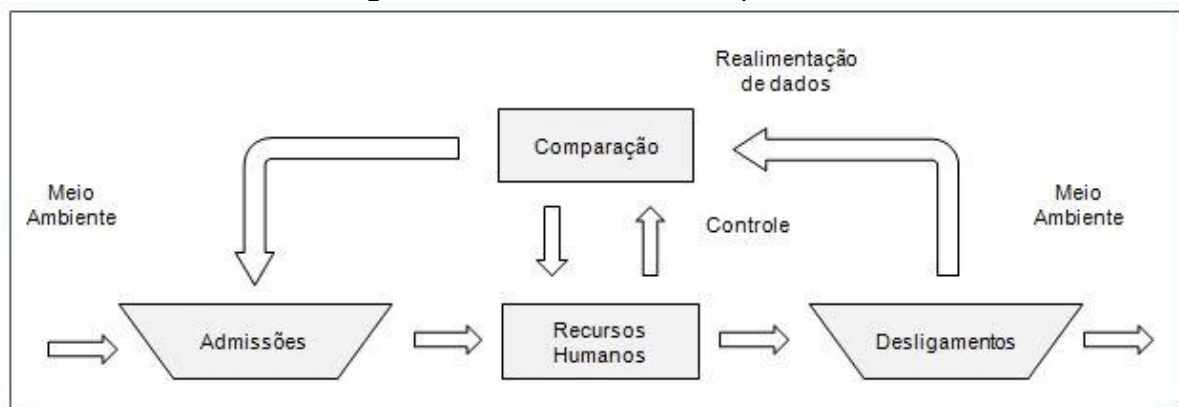 Realimentação
de dados
Comparação
Meio
Ambiente
Controle
Meio
Ambiente
Admissões
Recursos
Humanos
Desligamentos